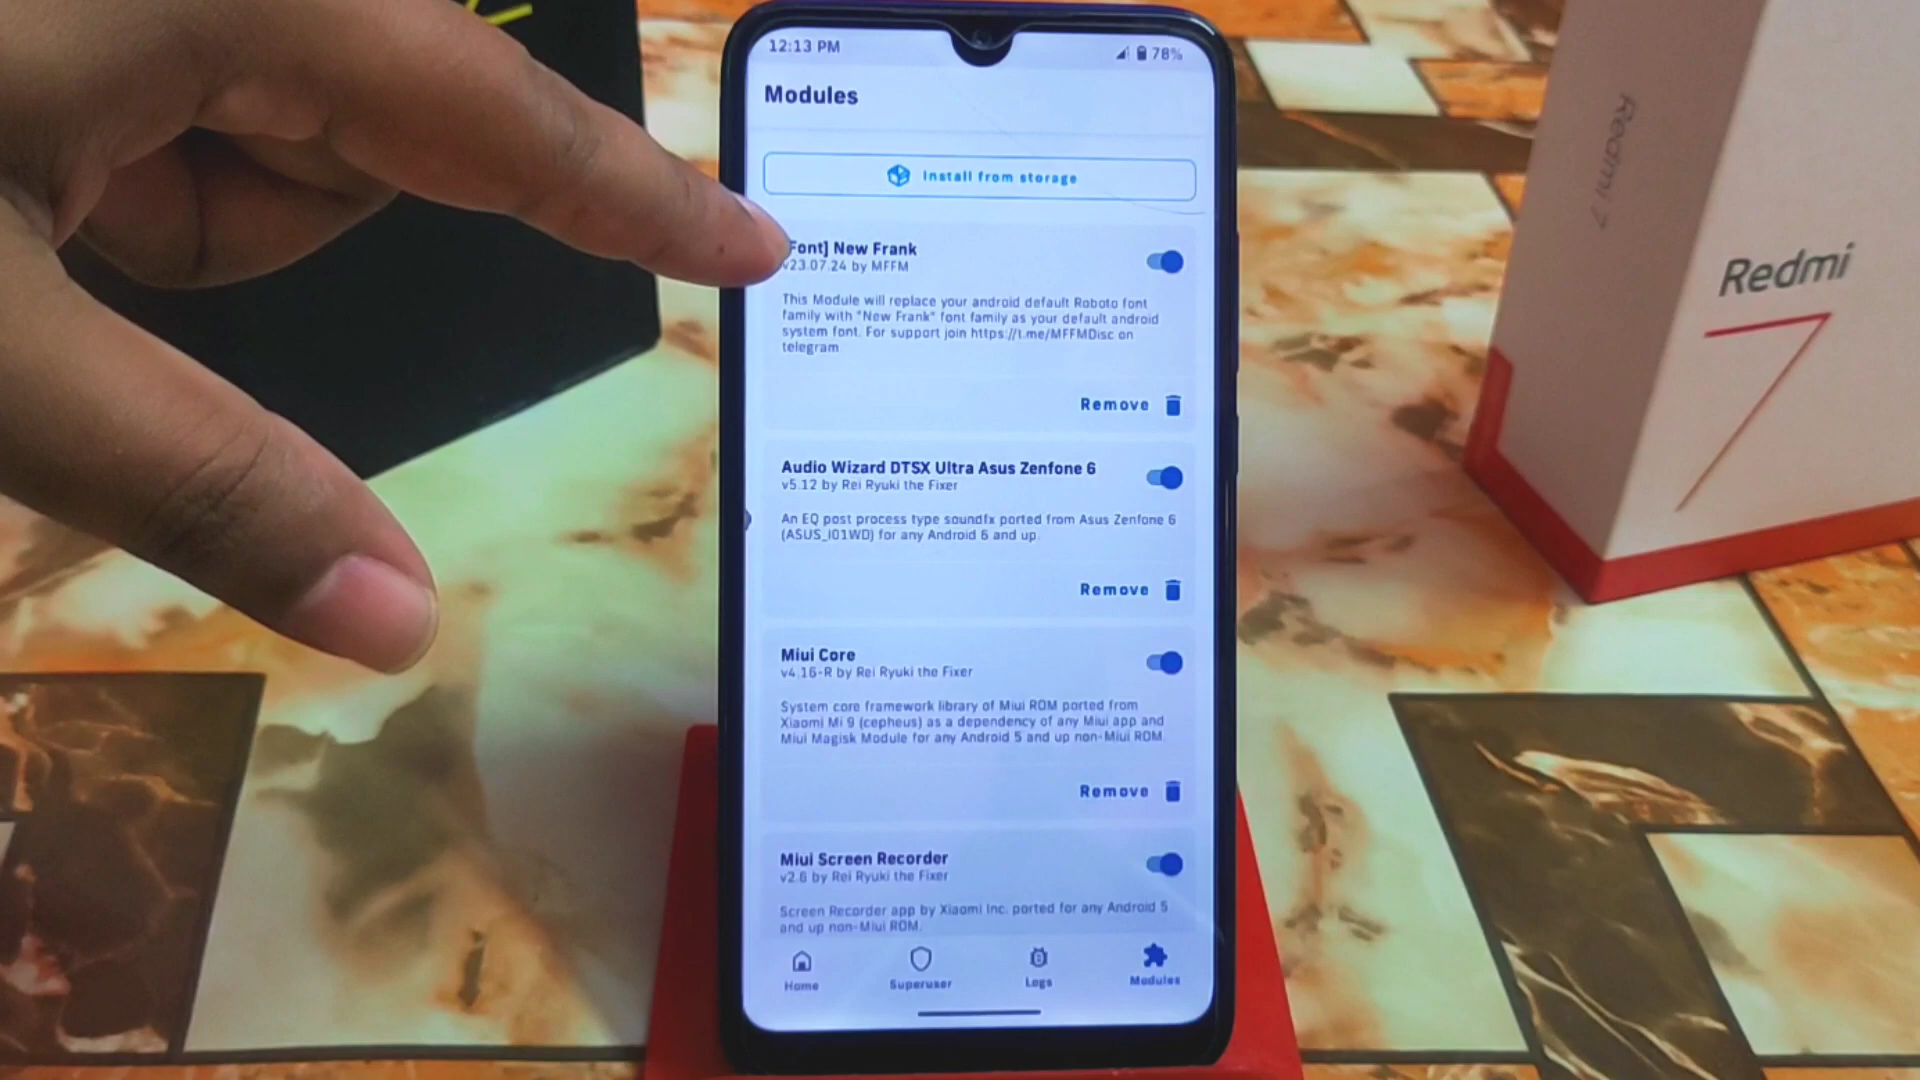 12:13 PM
78%
Modules
Install from storage
Font] New Frank
v23.07.24 by MFFM
This Module will replace your android default Roboto font
family with "New Frank" font family as your default android
system font. For support join https://t.me/MFFMDisc on
telegram
Remove
Audio Wizard DTSX Ultra Asus Zenfone 6
v5.12 by Rei Ryuki the Fixer
An EQ post process type soundfx ported from Asus Zenfone 6
(ASUS_I01WD) for any Android 6 and up.
Remove
Miui Core
v4.16-R by Rei Ryuki the Fixer
System core framework library of Miui ROM ported from
Xiaomi Mi 9 (cepheus) as a dependency of any Miui app and
Miui Magisk Module for any Android 5 and up non-Miui ROM.
Remove
Miui Screen Recorder
v2.6 by Rei Ryuki the Fixer
Screen Recorder app by Xiaomi Inc. ported for any Android 5
and up non-Miui ROM.
Home
Superuser
Logs
Modules
Redmi 7
Redmi
7